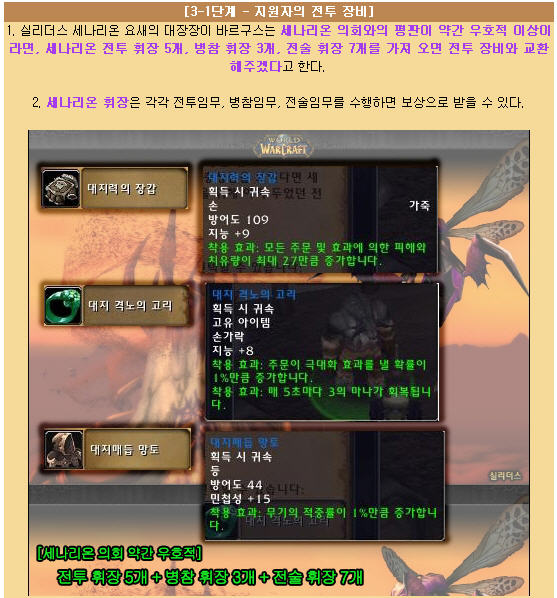 [3-1단계 - 지원자의 전투 장비]
1. 실리더스 세나리온 요새의 대장장이 바르구스는 세나리온 의회와의 평판이 약간 우호적 이상이
라면, 세나리온 전투 휘장 5개, 병참 휘장 3개, 전술 휘장 7개를 가져 오면 전투 장비와 교환
해주겠다고 한다.
2. 세나리온 휘장은 각각 전투임무, 병참임무, 전술임무를 수행하면 보상으로 받을 수 있다.
WORLD
WARCRAFT
대지력의 장갑
대지력의 장갑
획득 시 귀속
손 가죽
방어도 109
지능 +9
착용 효과: 모든 주문 및 효과에 의한 피해와
치유량이 최대 27만큼 증가합니다.
대지 격노의 고리
대지 격노의 고리
획득 시 귀속
고유 아이템
손가락
지능 +8
착용 효과: 주문이 극대화 효과를 낼 확률이
1%만큼 증가합니다.
착용 효과: 매 5초마다 3의 마나가 회복됩니
다.
대지매듭 망토
대지매듭 망토
획득 시 귀속
등
방어도 44
민첩성 +15
착용 효과: 무기의 적중률이 1%만큼 증가합니
다.
대지 격노의 고리
실리더스
[세나리온 의회 약간 우호적]
전투 휘장 5개 + 병참 휘장 3개 + 전술 휘장 7개